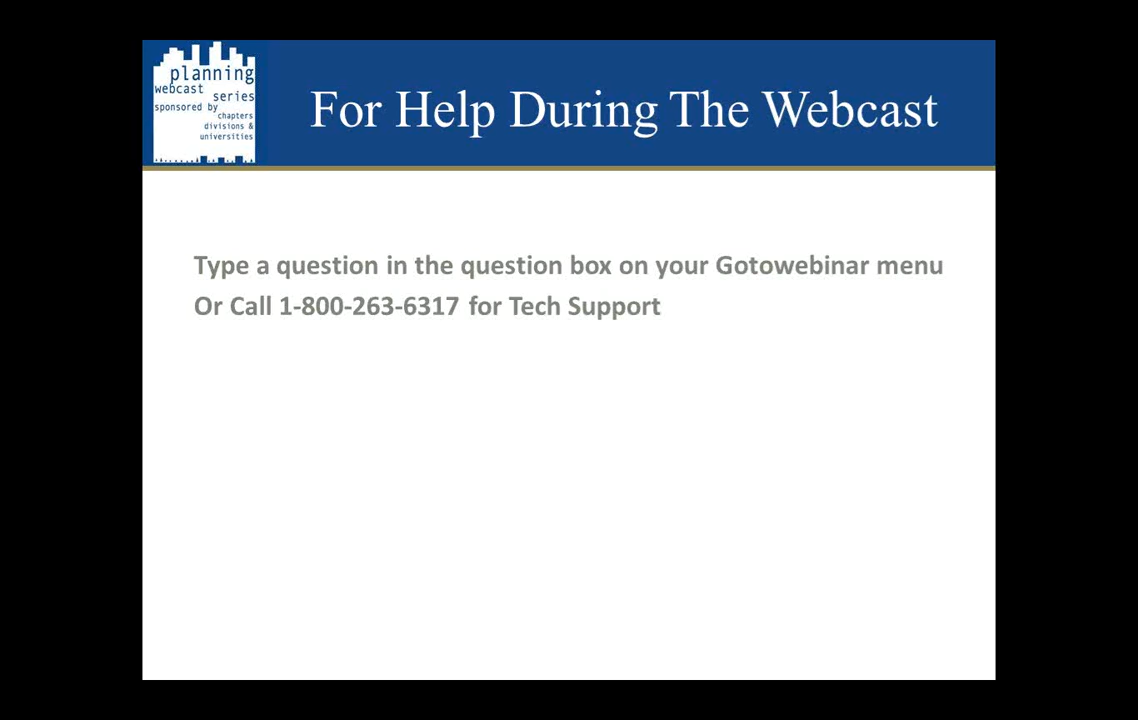 planning
webcast series
sponsored by
chapters
divisions &
universities
For Help During The Webcast
Type a question in the question box on your Gotowebinar menu
Or Call 1-800-263-6317 for Tech Support